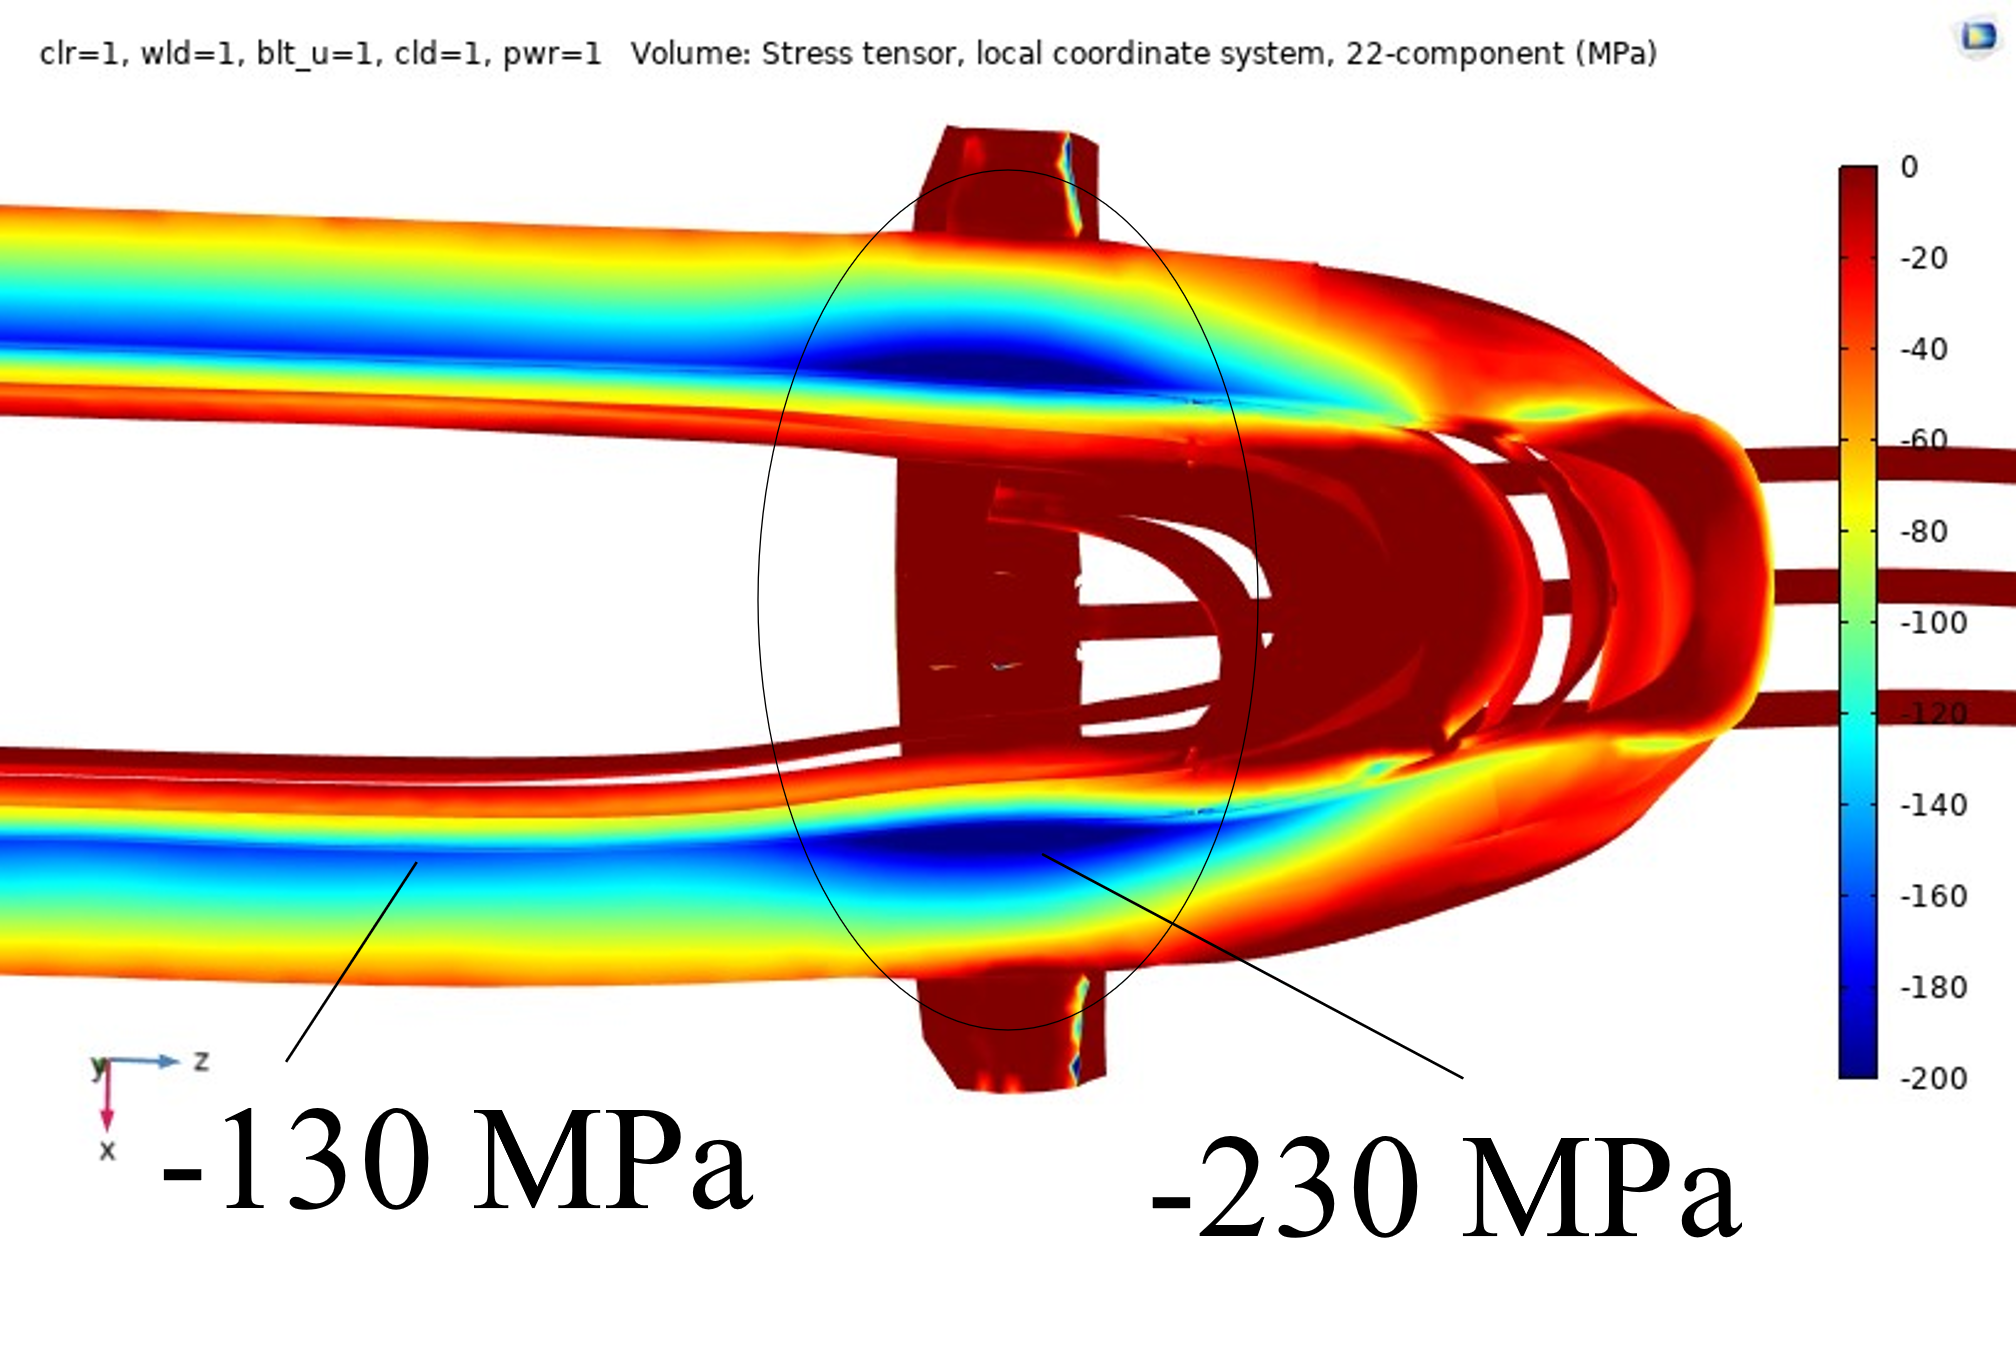 clr=1, wld=1, blt_u=1, cld=1, pwr=1   Volume: Stress tensor, local coordinate system, 22-component (MPa)
0
-20
-40
-60
-80
-100
-120
-140
-160
-180
-200
y
z
x
-130 MPa
-230 MPa